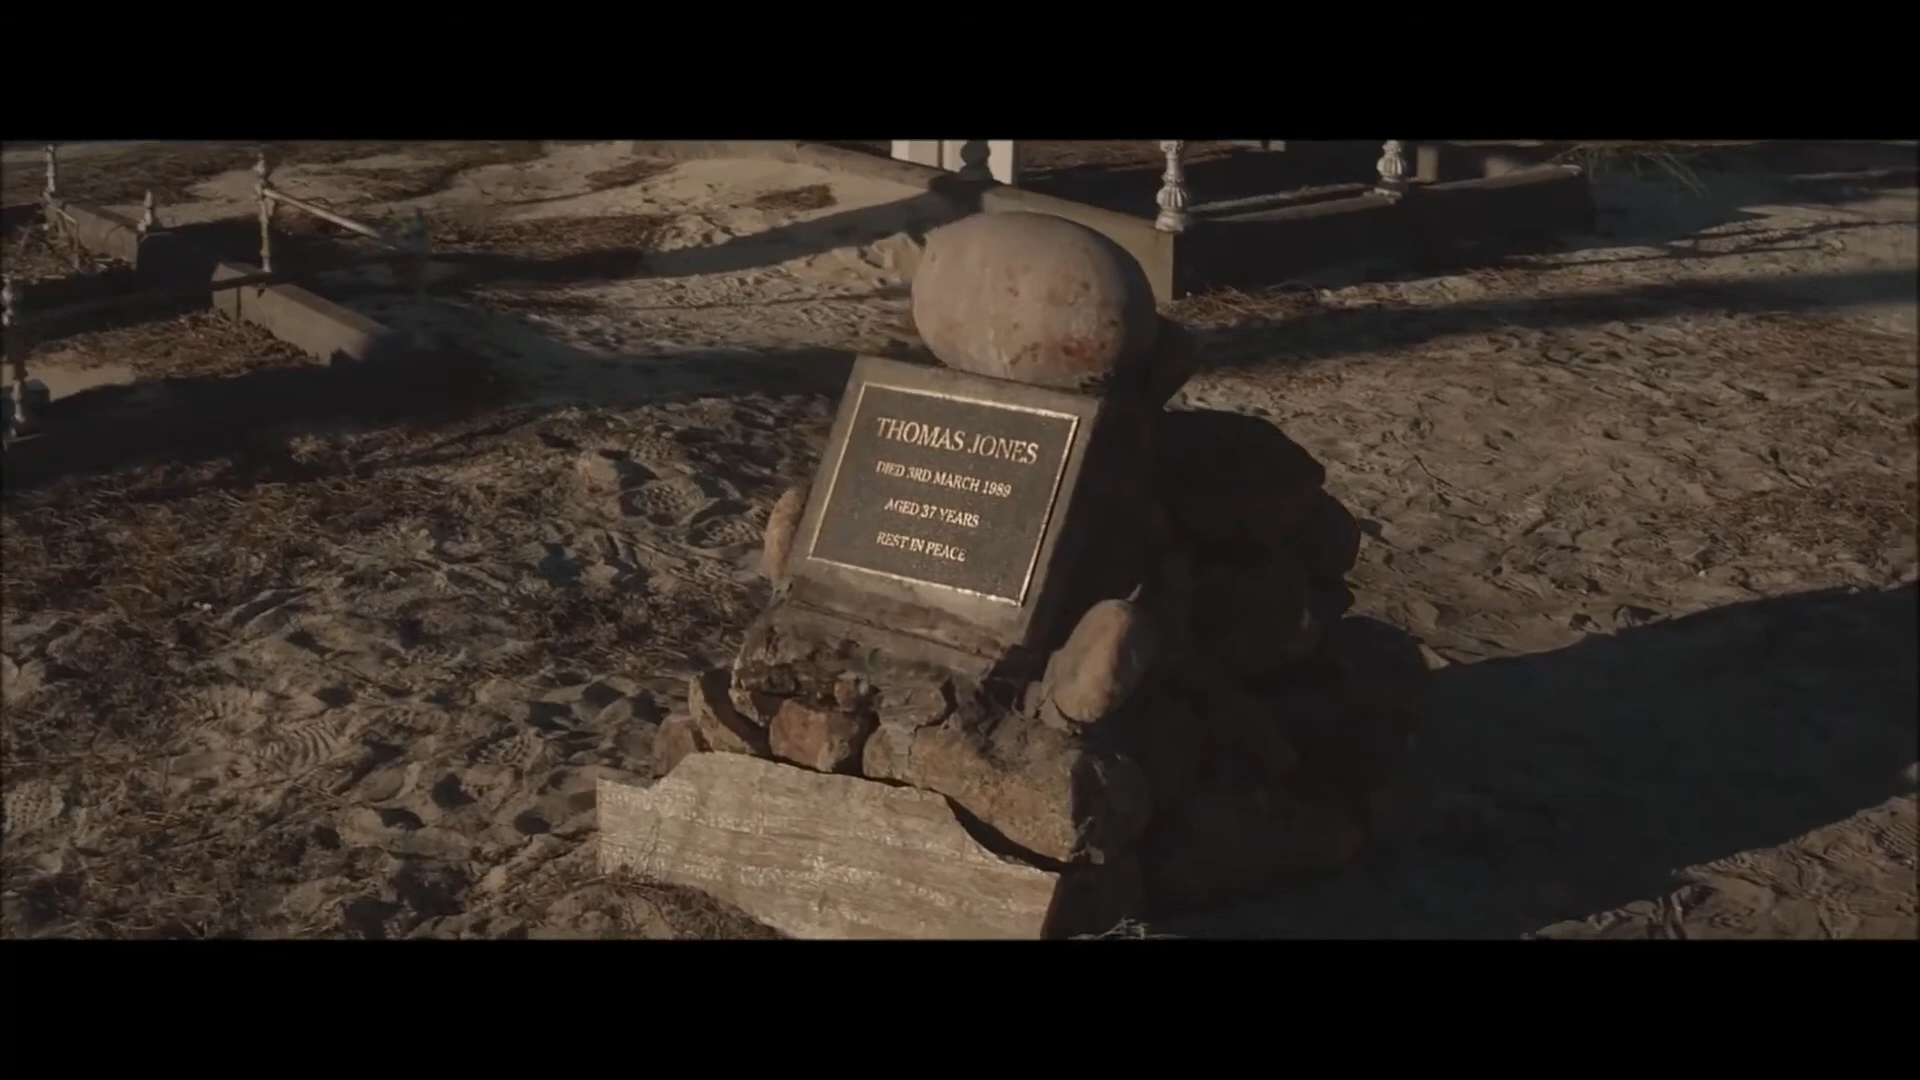 THOMAS JONES
DIED 3RD MARCH 1989
AGED 37 YEARS
REST IN PEACE